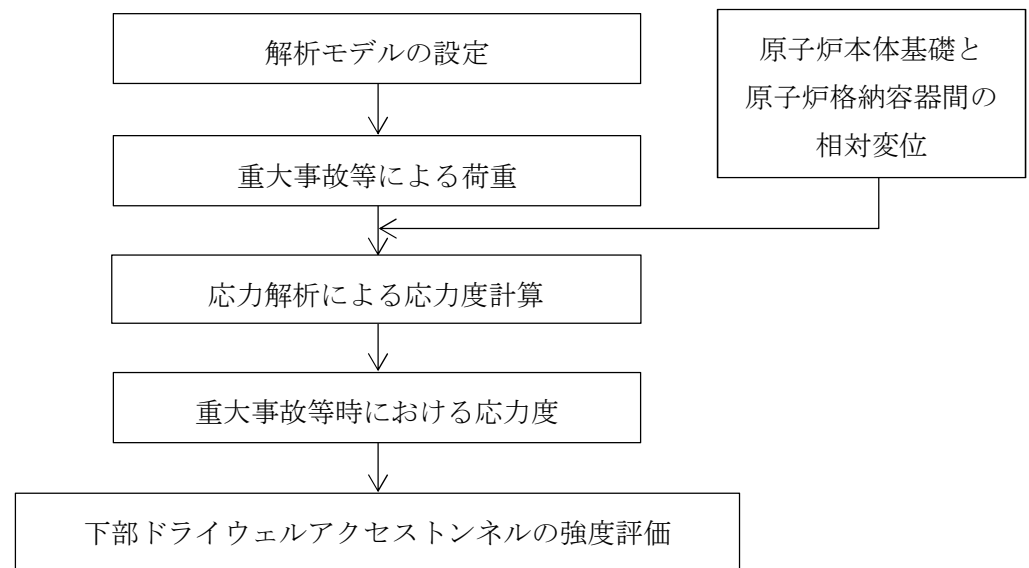 解析モデルの設定
原子炉本体基礎と
原子炉格納容器間の
相対変位
重大事故等による荷重
応力解析による応力度計算
重大事故等時における応力度
下部ドライウェルアクセストンネルの強度評価